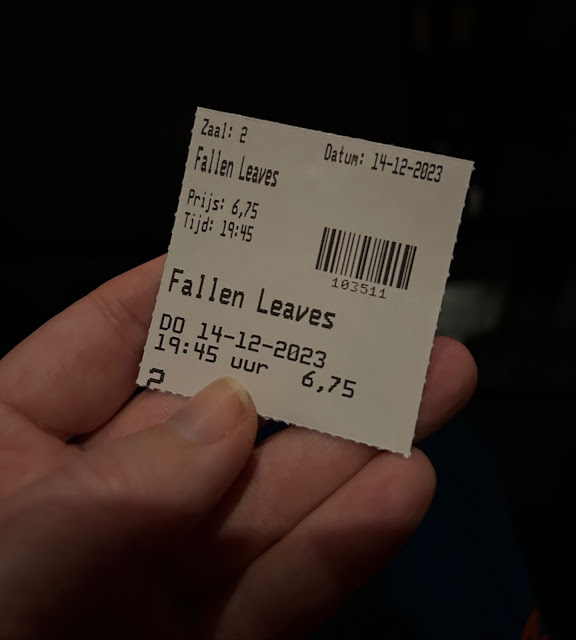 Zaal: 2
Datum: 14-12-2023
Fallen Leaves
Prijs: 6,75
Tijd: 19:45
103511
Fallen Leaves
DO 14-12-2023
19:45 uur 6,75
2